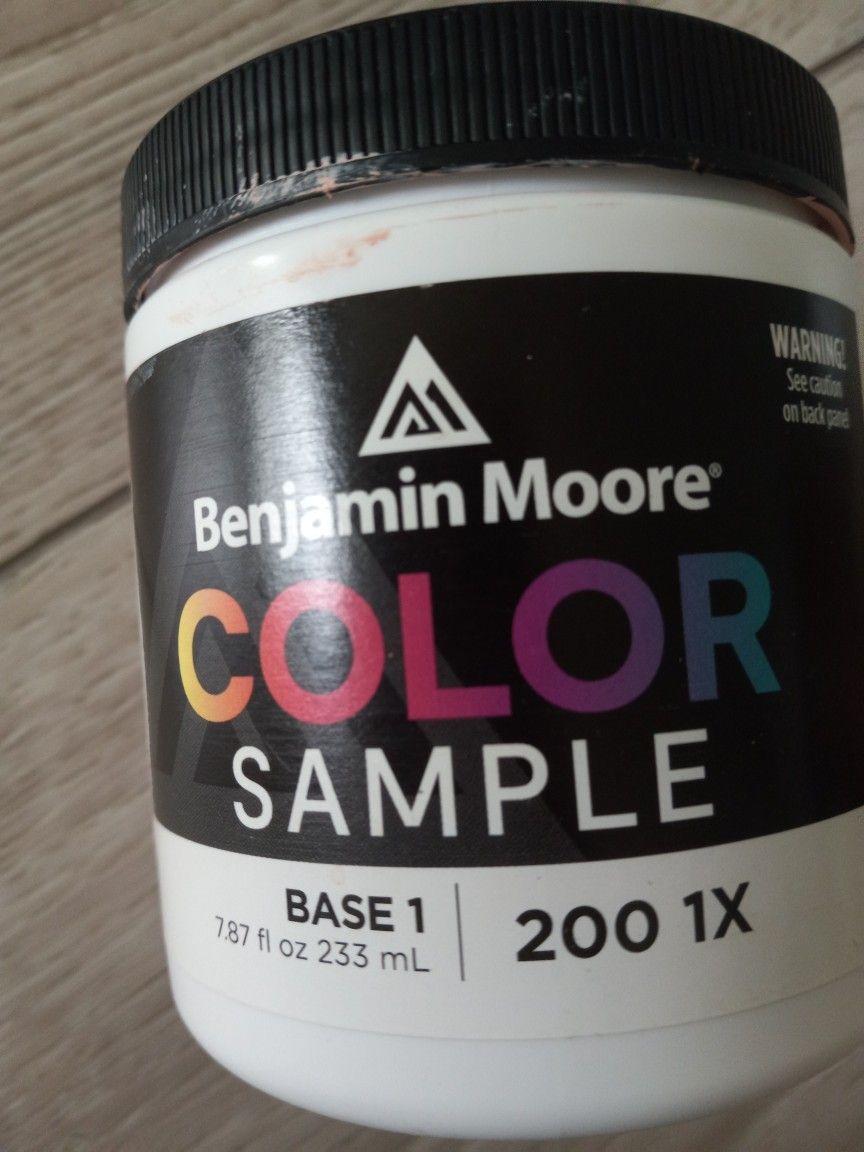 WARNING!
See caution
on back panel
Benjamin Moore®
COLOR
SAMPLE
BASE 1
7.87 fl oz 233 mL
200 1X